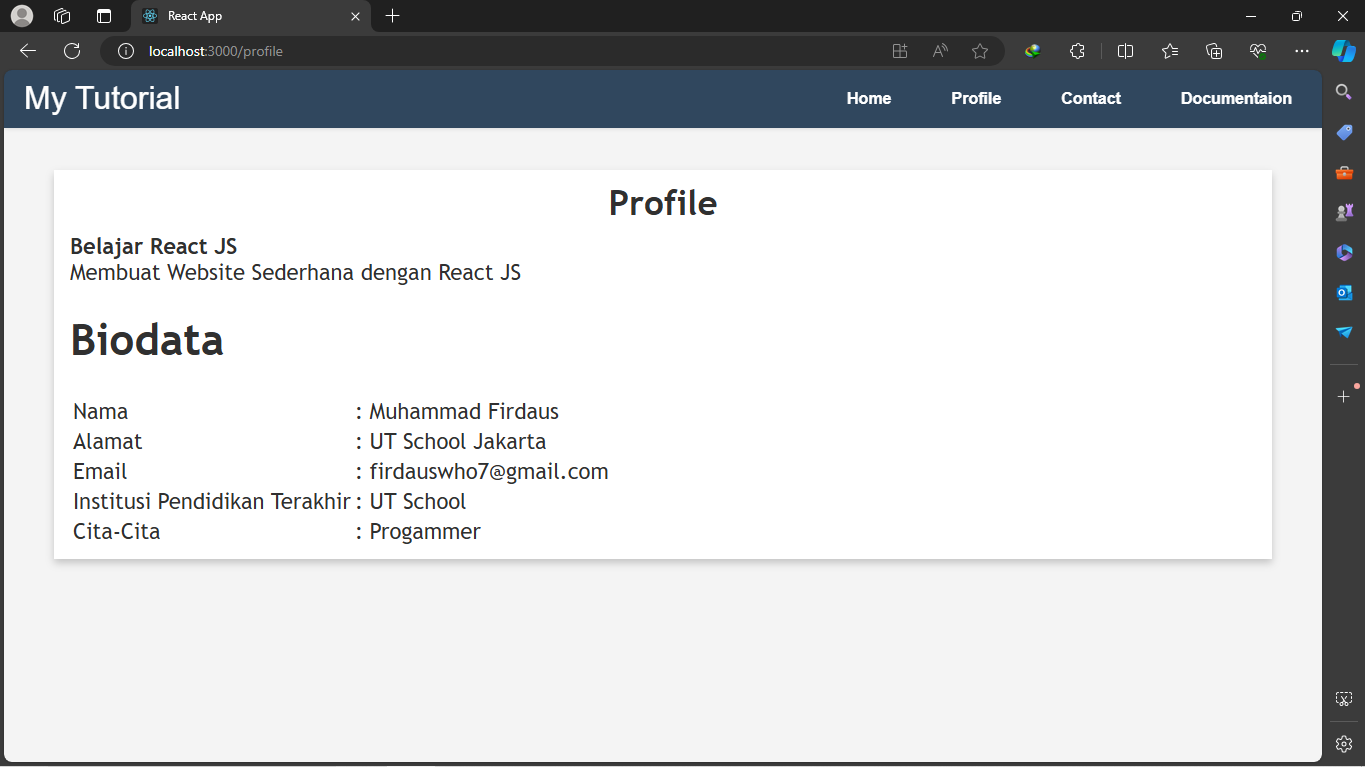 React App
localhost:3000/profile
My Tutorial
Home Profile Contact Documentaion
Profile
Belajar React JS
Membuat Website Sederhana dengan React JS
Biodata
Nama : Muhammad Firdaus
Alamat : UT School Jakarta
Email : firdauswho7@gmail.com
Institusi Pendidikan Terakhir : UT School
Cita-Cita : Progammer